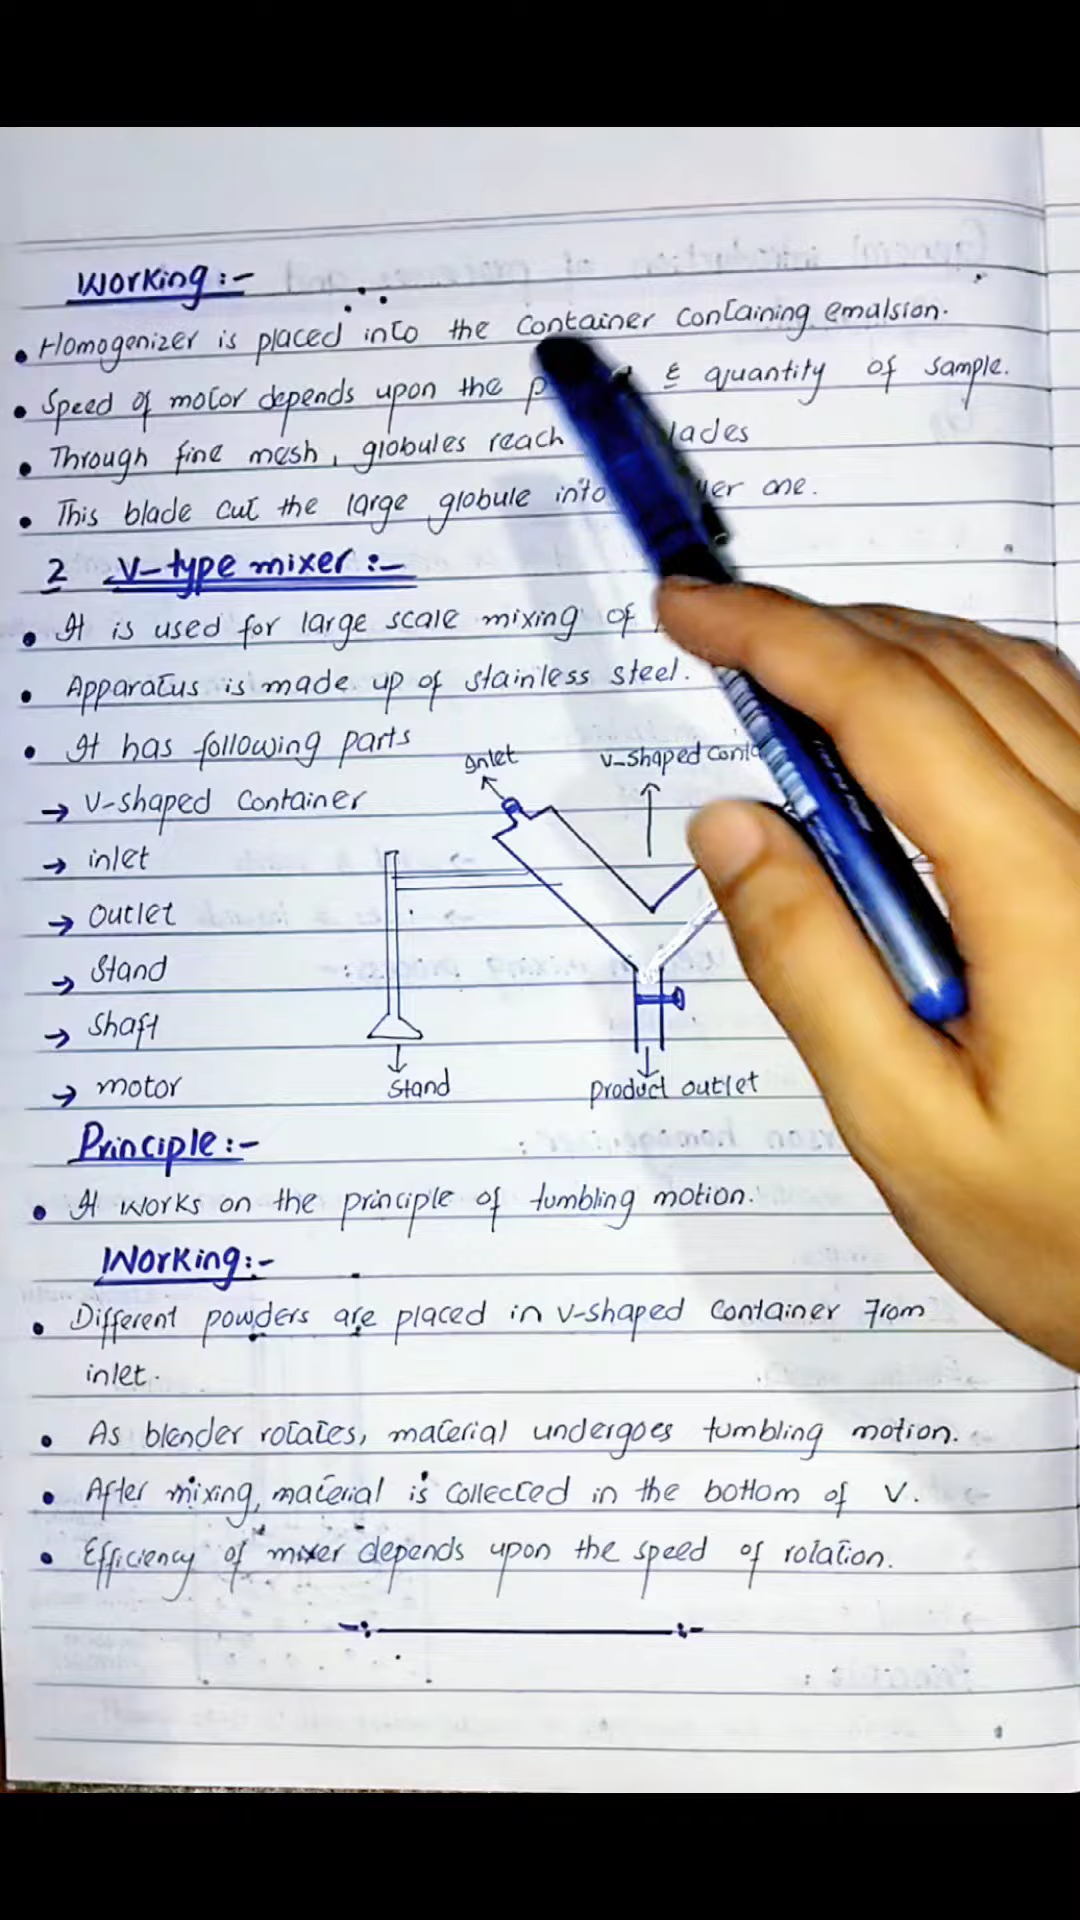 Working:-
• Homogenizer is placed into the container containing emulsion.
• Speed of motor depends upon the & quantity of sample.
• Through fine mesh, globules reach
• This blade cut the large globule into one.
2 V-type mixer:-
• It is used for large scale mixing of
• Apparatus is made up of stainless steel.
• It has following parts
→ V-shaped Container
→ inlet
→ outlet
→ Stand
→ Shaft
→ motor
Inlet
V-shaped
Stand
product outlet
Principle:-
• It works on the principle of tumbling motion.
Working:-
• Different powders are placed in V-shaped container from
inlet.
• As blender rotates, material undergoes tumbling motion.
• After mixing, material is collected in the bottom of V.
• Efficiency of mixer depends upon the speed of rotation.